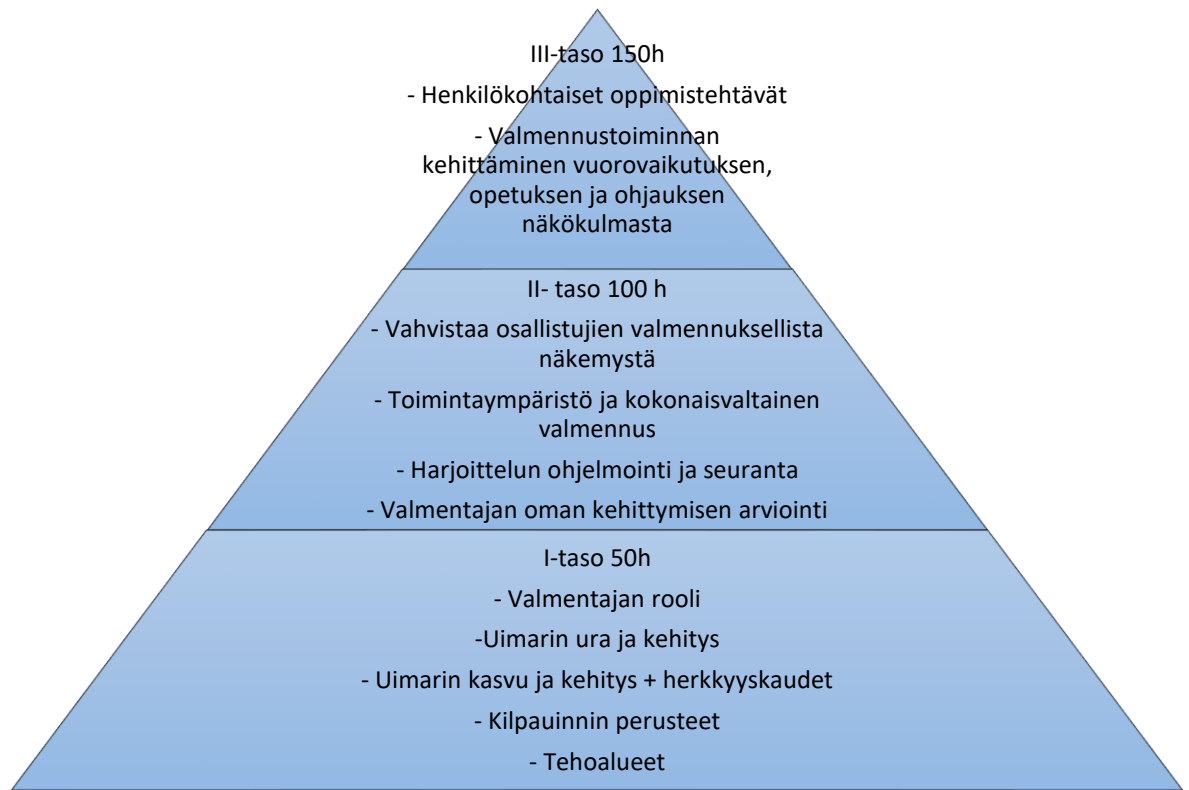 III-taso 150h
- Henkilökohtaiset oppimistehtävät
- Valmennustoiminnan
kehittäminen vuorovaikutuksen,
opetuksen ja ohjauksen
näkökulmasta
II- taso 100 h
- Vahvistaa osallistujien valmennuksellista
näkemystä
- Toimintaympäristö ja kokonaisvaltainen
valmennus
- Harjoittelun ohjelmointi ja seuranta
- Valmentajan oman kehittymisen arviointi
I-taso 50h
- Valmentajan rooli
-Uimarin ura ja kehitys
- Uimarin kasvu ja kehitys + herkkyyskaudet
- Kilpauinnin perusteet
- Tehoalueet